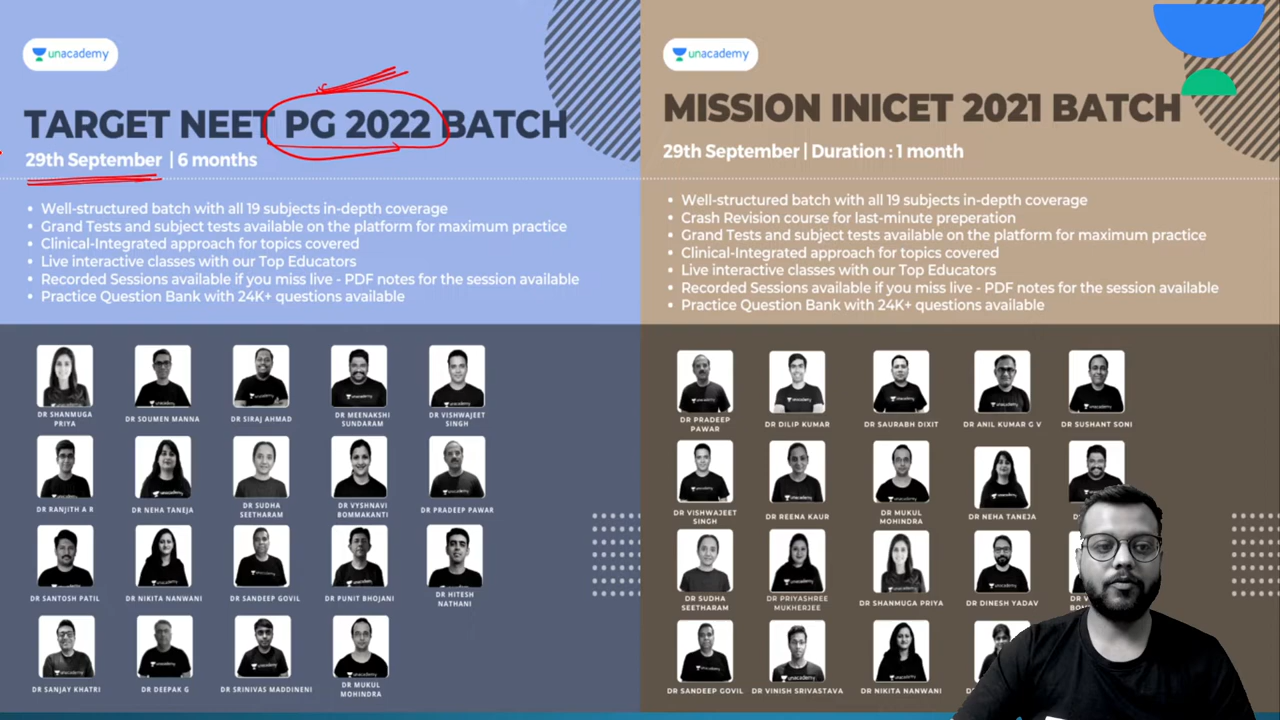 unacademy
TARGET NEET PG 2022 BATCH
29th September | 6 months
• Well-structured batch with all 19 subjects in-depth coverage
• Grand Tests and subject tests available on the platform for maximum practice
• Clinical-Integrated approach for topics covered
• Live interactive classes with our Top Educators
• Recorded Sessions available if you miss live - PDF notes for the session available
• Practice Question Bank with 24K+ questions available
DR SHANMUGA
PRIYA
DR SOUMEN MANNA
DR SIRAJ AHMAD
DR MEENAKSHI
SUNDARAM
DR VISHWAJEET
SINGH
DR RANJITH A R
DR NEHA TANEJA
DR SUDHA
SEETHARAM
DR VYSHNAVI
BOMMAKANTI
DR PRADEEP PAWAR
DR SANTOSH PATIL
DR NIKITA NANWANI
DR SANDEEP GOVIL
DR PUNIT BHOJANI
DR HITESH
NATHANI
DR SANJAY KHATRI
DR DEEPAK G
DR SRINIVAS MADDINENI
DR MUKUL
MOHINDRA
unacademy
MISSION INICET 2021 BATCH
29th September | Duration : 1 month
• Well-structured batch with all 19 subjects in-depth coverage
• Crash Revision course for last-minute preperation
• Grand Tests and subject tests available on the platform for maximum practice
• Clinical-Integrated approach for topics covered
• Live interactive classes with our Top Educators
• Recorded Sessions available if you miss live - PDF notes for the session available
• Practice Question Bank with 24K+ questions available
DR PRADEEP
PAWAR
DR DILIP KUMAR
DR SAURABH DIXIT
DR ANIL KUMAR G V
DR SUSHANT SONI
DR VISHWAJEET
SINGH
DR REENA KAUR
DR MUKUL
MOHINDRA
DR NEHA TANEJA
DR SUDHA
SEETHARAM
DR PRIYASHREE
MUKHERJEE
DR SHANMUGA PRIYA
DR DINESH YADAV
DR SANDEEP GOVIL
DR VINISH SRIVASTAVA
DR NIKITA NANWANI